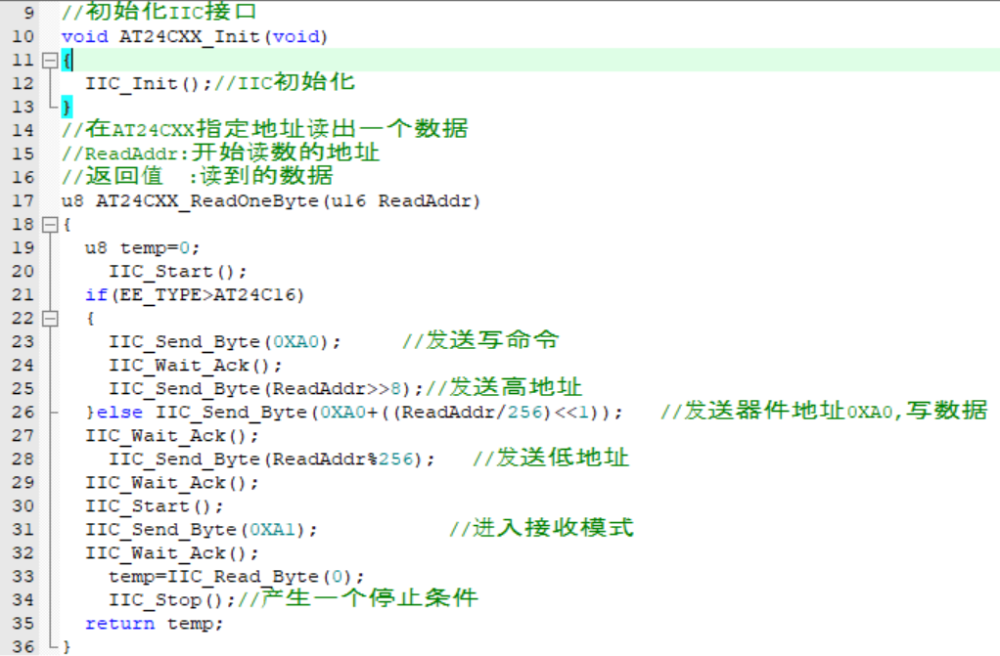 9 //初始化IIC接口
10 void AT24CXX_Init(void)
11 {
12 IIC_Init();//IIC初始化
13 }
14 //在AT24CXX指定地址读出一个数据
15 //ReadAddr:开始读数的地址
16 //返回值 :读到的数据
17 u8 AT24CXX_ReadOneByte(u16 ReadAddr)
18 {
19 u8 temp=0;
20 IIC_Start();
21 if(EE_TYPE>AT24C16)
22 {
23 IIC_Send_Byte(0XA0); //发送写命令
24 IIC_Wait_Ack();
25 IIC_Send_Byte(ReadAddr>>8);//发送高地址
26 }else IIC_Send_Byte(0XA0+((ReadAddr/256)<<1)); //发送器件地址0XA0,写数据
27 IIC_Wait_Ack();
28 IIC_Send_Byte(ReadAddr%256); //发送低地址
29 IIC_Wait_Ack();
30 IIC_Start();
31 IIC_Send_Byte(0XA1); //进入接收模式
32 IIC_Wait_Ack();
33 temp=IIC_Read_Byte(0);
34 IIC_Stop();//产生一个停止条件
35 return temp;
36 }